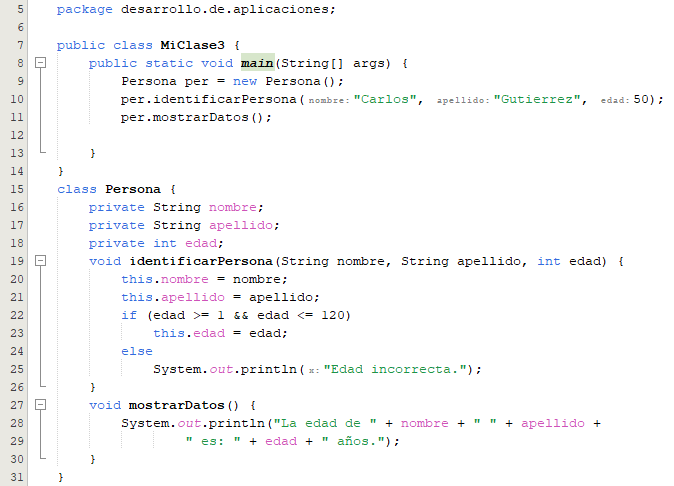 5 package desarrollo.de.aplicaciones;
6
7 public class MiClase3 {
8     public static void main(String[] args) {
9         Persona per = new Persona();
10         per.identificarPersona( nombre: "Carlos", apellido: "Gutierrez", edad: 50);
11         per.mostrarDatos();
12
13     }
14 }
15 class Persona {
16     private String nombre;
17     private String apellido;
18     private int edad;
19     void identificarPersona(String nombre, String apellido, int edad) {
20         this.nombre = nombre;
21         this.apellido = apellido;
22         if (edad >= 1 && edad <= 120)
23             this.edad = edad;
24         else
25             System.out.println( x: "Edad incorrecta.");
26     }
27     void mostrarDatos() {
28         System.out.println("La edad de " + nombre + " " + apellido +
29                 " es: " + edad + " años.");
30     }
31 }